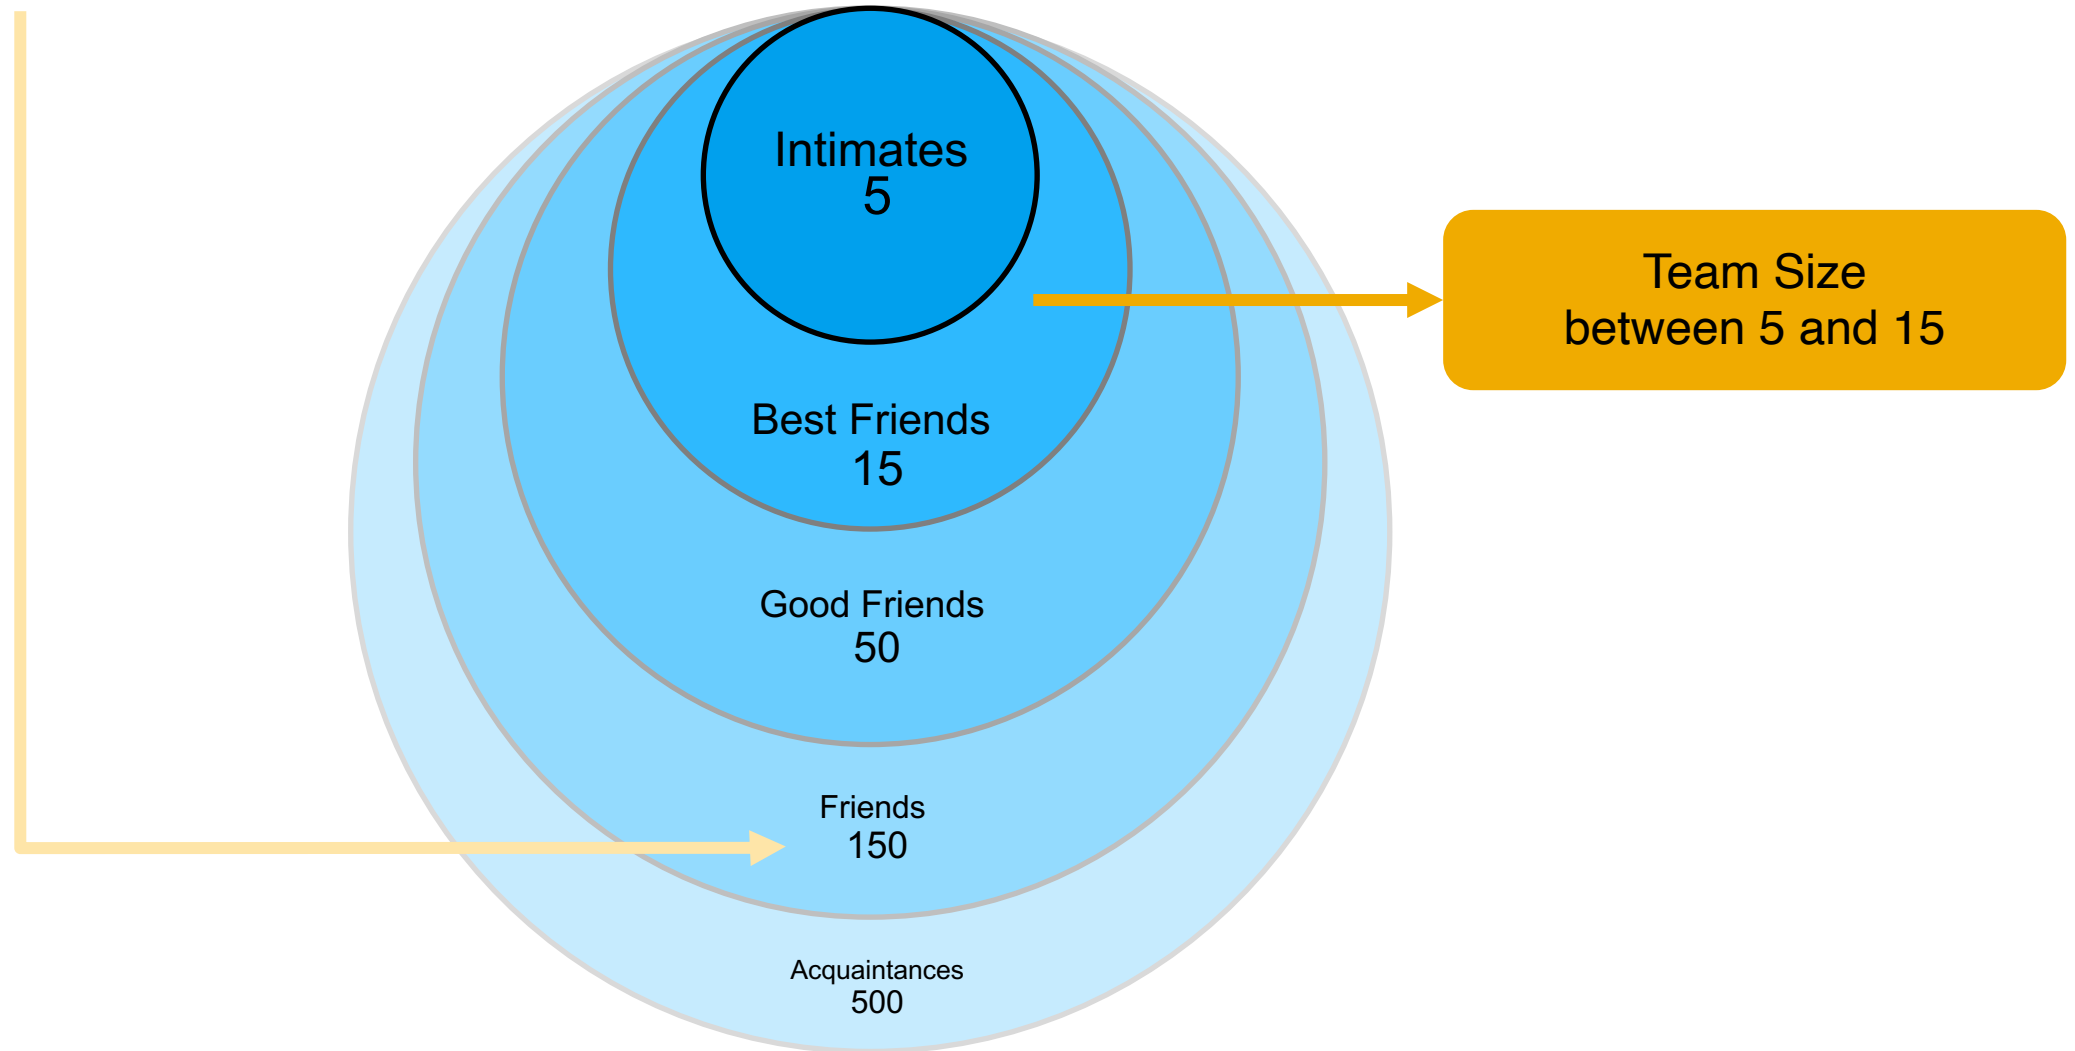 Intimates
5
Team Size
between 5 and 15
Best Friends
15
Good Friends
50
Friends
150
Acquaintances
500